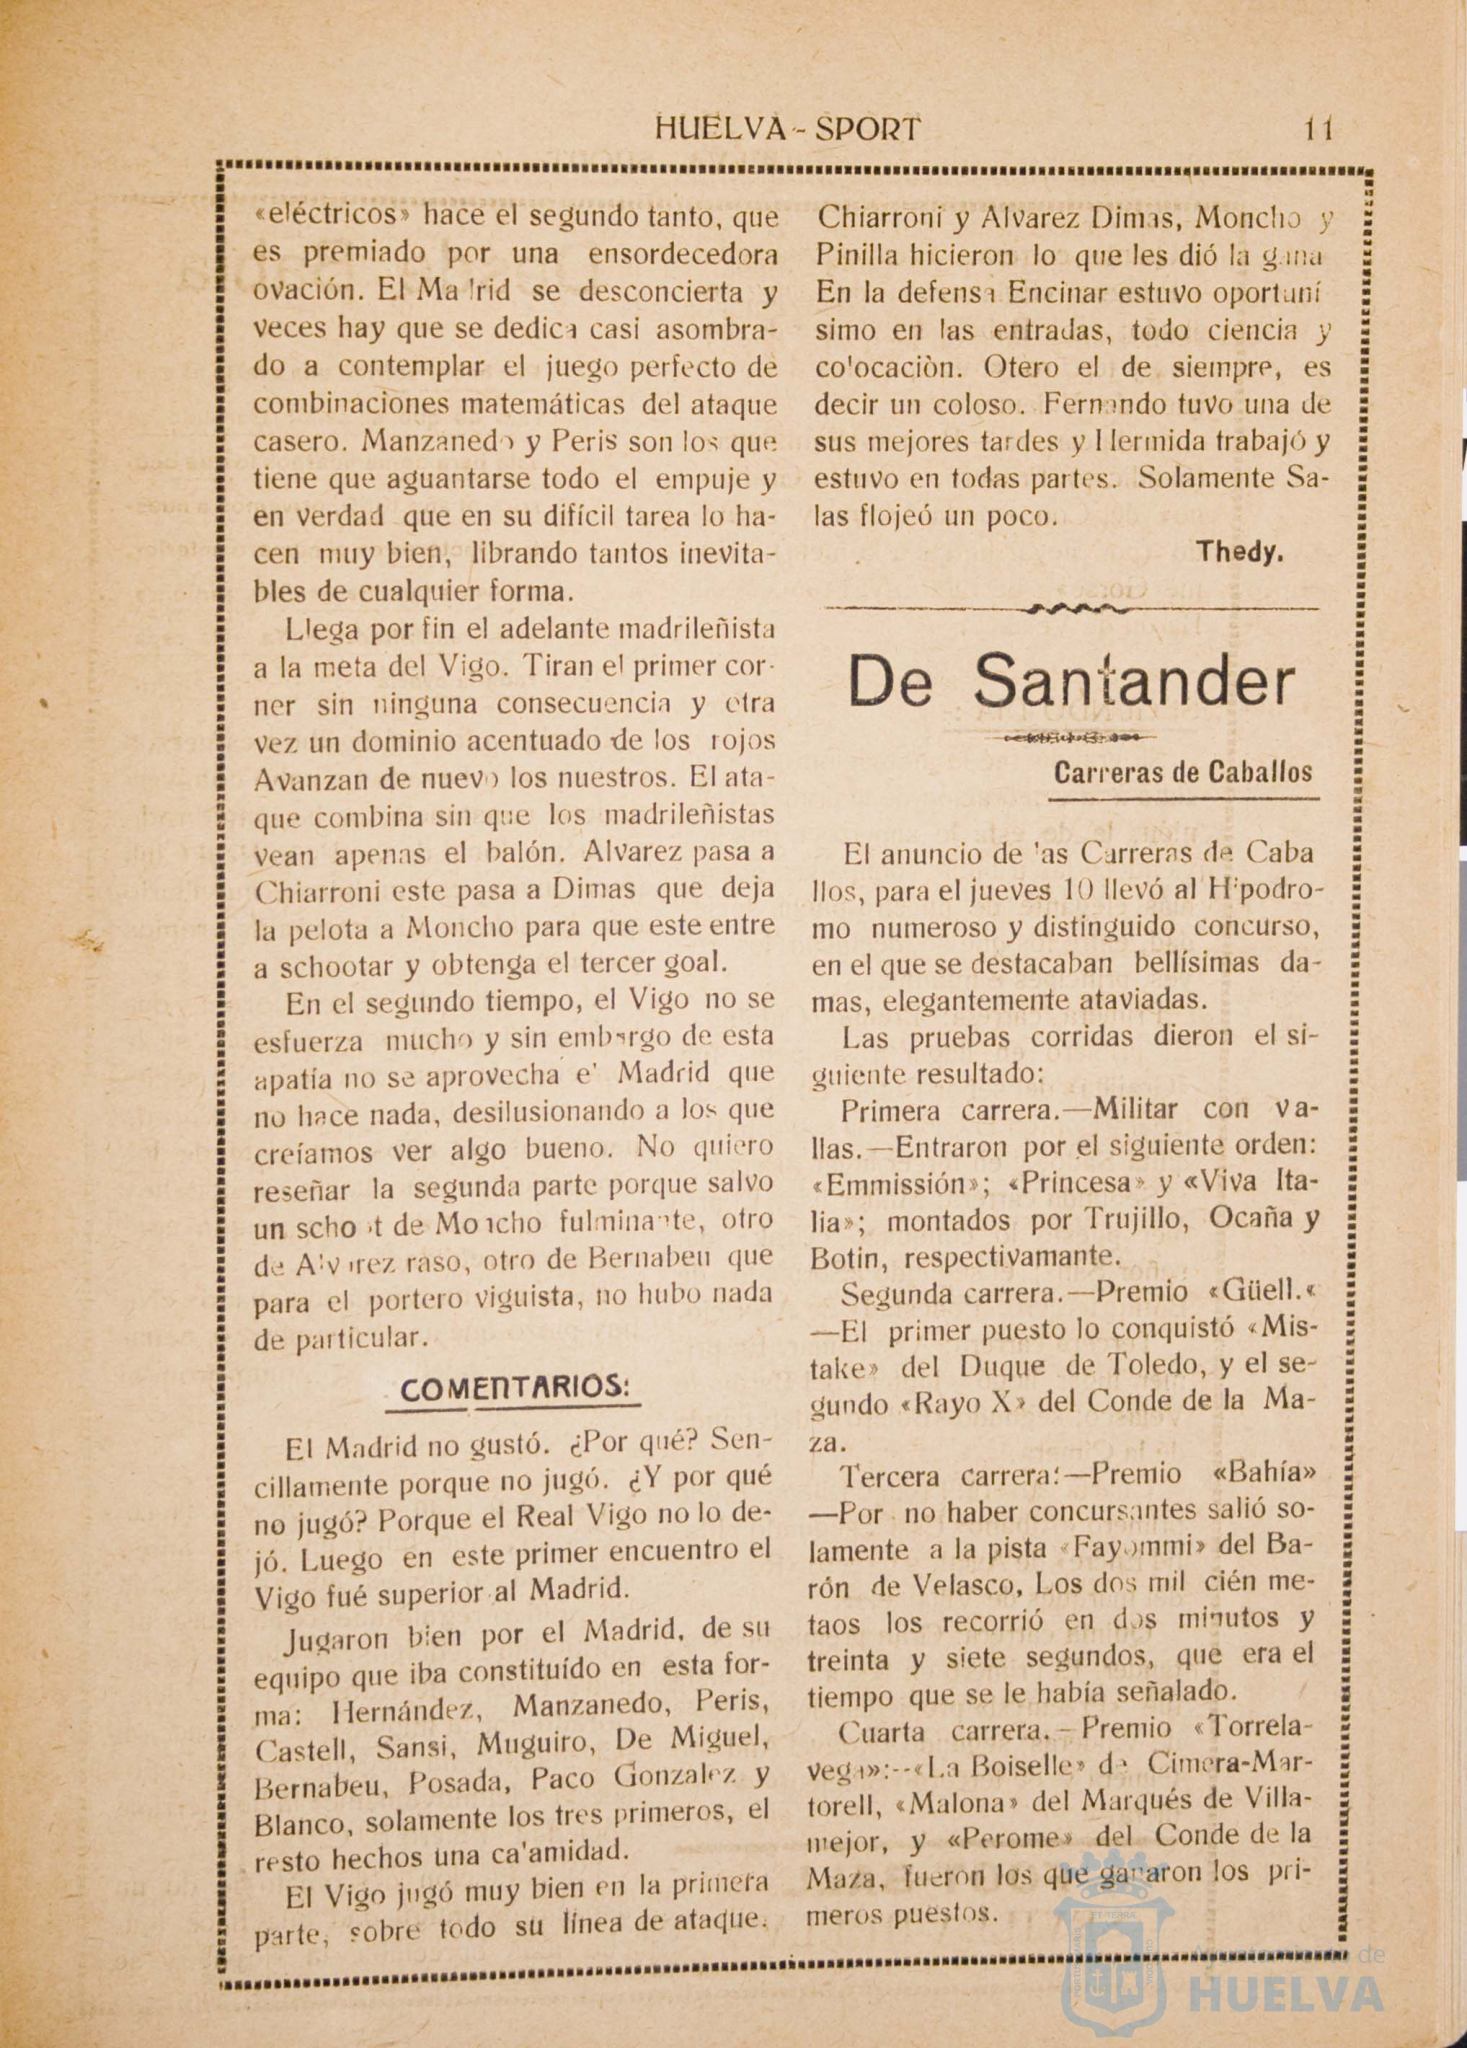 HUELVA - SPORT
11
«eléctricos» hace el segundo tanto, que
es premiado por una ensordecedora
ovación. El Madrid se desconcierta y
veces hay que se dedica casi asombra-
do a contemplar el juego perfecto de
combinaciones matemáticas del ataque
casero. Manzanedo y Peris son los que
tiene que aguantarse todo el empuje y
en verdad que en su difícil tarea lo ha-
cen muy bien, librando tantos inevita-
bles de cualquier forma.
Llega por fin el adelante madrileñista
a la meta del Vigo. Tiran el primer cor-
ner sin ninguna consecuencia y otra
vez un dominio acentuado de los rojos
Avanzan de nuevo los nuestros. El ata-
que combina sin que los madrileñistas
vean apenas el balón. Alvarez pasa a
Chiarroni este pasa a Dimas que deja
la pelota a Moncho para que este entre
a schootar y obtenga el tercer goal.
En el segundo tiempo, el Vigo no se
esfuerza mucho y sin embargo de esta
apatía no se aprovecha el Madrid que
no hace nada, desilusionando a los que
creíamos ver algo bueno. No quiero
reseñar la segunda parte porque salvo
un schoot de Moncho fulminante, otro
de Alvarez raso, otro de Bernabeu que
para el portero viguista, no hubo nada
de particular.
COMENTARIOS:
El Madrid no gustó. ¿Por qué? Sen-
cillamente porque no jugó. ¿Y por qué
no jugó? Porque el Real Vigo no lo de-
jó. Luego en este primer encuentro el
Vigo fué superior al Madrid.
Jugaron bien por el Madrid, de su
equipo que iba constituído en esta for-
ma: Hernández, Manzanedo, Peris,
Castell, Sansi, Muguiro, De Miguel,
Bernabeu, Posada, Paco Gonzalez y
Blanco, solamente los tres primeros, el
resto hechos una calamidad.
El Vigo jugó muy bien en la primera
parte, sobre todo su línea de ataque.
Chiarroni y Alvarez Dimas, Moncho y
Pinilla hicieron lo que les dió la gana
En la defensa Encinar estuvo oportuní
simo en las entradas, todo ciencia y
colocaciòn. Otero el de siempre, es
decir un coloso. Fernando tuvo una de
sus mejores tardes y Hermida trabajó y
estuvo en todas partes. Solamente Sa-
las flojeó un poco.
Thedy.
De Santander
Carreras de Caballos
El anuncio de las Carreras de Caba
llos, para el jueves 10 llevó al Hipodro-
mo numeroso y distinguido concurso,
en el que se destacaban bellísimas da-
mas, elegantemente ataviadas.
Las pruebas corridas dieron el si-
guiente resultado:
Primera carrera.—Militar con va-
llas.—Entraron por el siguiente orden:
«Emmissión»; «Princesa» y «Viva Ita-
lia»; montados por Trujillo, Ocaña y
Botin, respectivamante.
Segunda carrera.—Premio «Güell.«
—El primer puesto lo conquistó «Mis-
take» del Duque de Toledo, y el se-
gundo «Rayo X» del Conde de la Ma-
za.
Tercera carrera:—Premio «Bahía»
—Por no haber concursantes salió so-
lamente a la pista «Fayommi» del Ba-
rón de Velasco, Los dos mil cién me-
taos los recorrió en dos minutos y
treinta y siete segundos, que era el
tiempo que se le había señalado.
Cuarta carrera.—Premio «Torrela-
vega»:--«La Boiselle» de Cimera-Mar-
torell, «Malona» del Marqués de Villa-
mejor, y «Perome» del Conde de la
Maza, fueron los que ganaron los pri-
meros puestos.
de
HUELVA